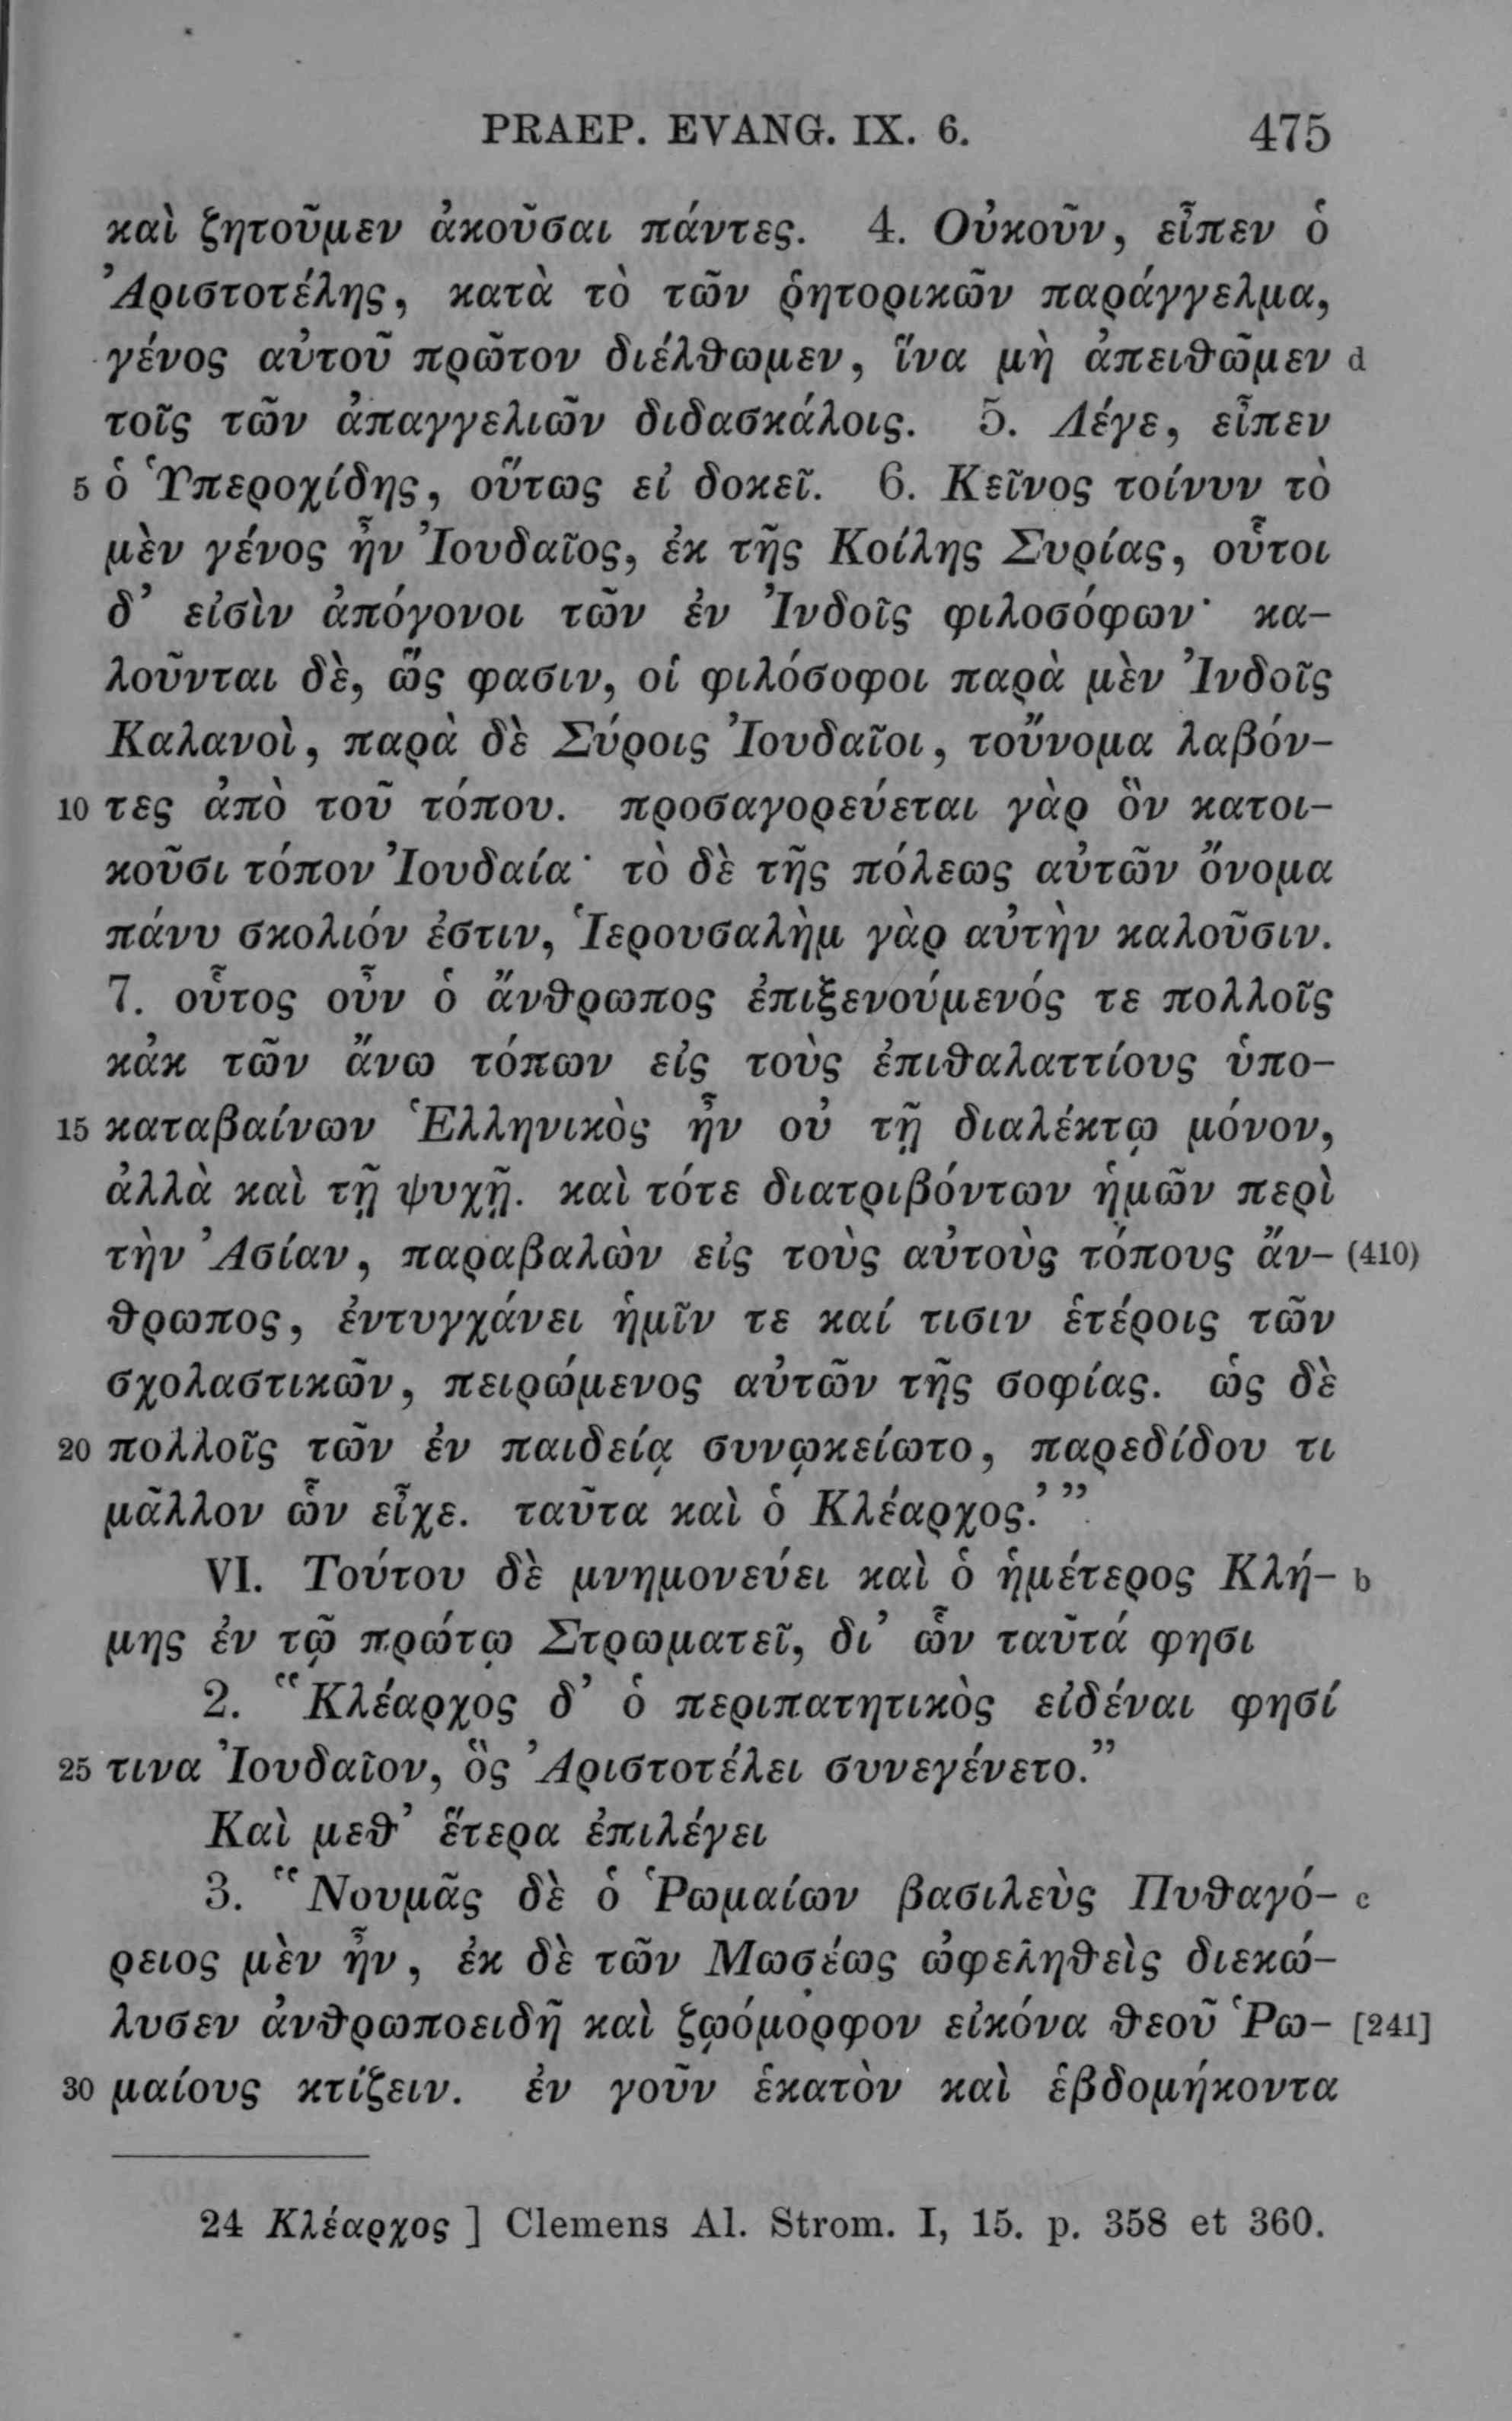 PRAEP. EVANG. IX. 6. 475
καὶ ζητοῦμεν ἀκοῦσαι πάντες. 4. Οὐκοῦν, εἶπεν ὁ
Ἀριστοτέλης, κατὰ τὸ τῶν ῥητορικῶν παράγγελμα,
γένος αὐτοῦ πρῶτον διέλθωμεν, ἵνα μὴ ἀπειθῶμεν d
τοῖς τῶν ἀπαγγελιῶν διδασκάλοις. 5. Λέγε, εἶπεν
5 ὁ Ὑπεροχίδης, οὕτως εἰ δοκεῖ. 6. Κεῖνος τοίνυν τὸ
μὲν γένος ἦν Ἰουδαῖος, ἐκ τῆς Κοίλης Συρίας, οὗτοι
δ’ εἰσὶν ἀπόγονοι τῶν ἐν Ἰνδοῖς φιλοσόφων· κα-
λοῦνται δὲ, ὥς φασιν, οἱ φιλόσοφοι παρὰ μὲν Ἰνδοῖς
Καλανοὶ, παρὰ δὲ Σύροις Ἰουδαῖοι, τοὔνομα λαβόν-
10 τες ἀπὸ τοῦ τόπου. προσαγορεύεται γὰρ ὃν κατοι-
κοῦσι τόπον Ἰουδαία· τὸ δὲ τῆς πόλεως αὐτῶν ὄνομα
πάνυ σκολιόν ἐστιν, Ἱερουσαλὴμ γὰρ αὐτὴν καλοῦσιν.
7. οὗτος οὖν ὁ ἄνθρωπος ἐπιξενούμενός τε πολλοῖς
κἀκ τῶν ἄνω τόπων εἰς τοὺς ἐπιθαλαττίους ὑπο-
15 καταβαίνων Ἑλληνικὸς ἦν οὐ τῇ διαλέκτῳ μόνον,
ἀλλὰ καὶ τῇ ψυχῇ. καὶ τότε διατριβόντων ἡμῶν περὶ
τὴν Ἀσίαν, παραβαλὼν εἰς τοὺς αὐτοὺς τόπους ἄν- (410)
θρωπος, ἐντυγχάνει ἡμῖν τε καί τισιν ἑτέροις τῶν
σχολαστικῶν, πειρώμενος αὐτῶν τῆς σοφίας. ὡς δὲ
20 πολλοῖς τῶν ἐν παιδείᾳ συνῳκείωτο, παρεδίδου τι
μᾶλλον ὧν εἶχε. ταῦτα καὶ ὁ Κλέαρχος.’”
VI. Τούτου δὲ μνημονεύει καὶ ὁ ἡμέτερος Κλή- b
μης ἐν τῷ πρώτῳ Στρωματεῖ, δι’ ὧν ταῦτά φησι
2. “Κλέαρχος δ’ ὁ περιπατητικὸς εἰδέναι φησί
25 τινα Ἰουδαῖον, ὃς Ἀριστοτέλει συνεγένετο.”
Καὶ μεθ’ ἕτερα ἐπιλέγει
3. “Νουμᾶς δὲ ὁ Ῥωμαίων βασιλεὺς Πυθαγό- c
ρειος μὲν ἦν, ἐκ δὲ τῶν Μωσέως ὠφεληθεὶς διεκώ-
λυσεν ἀνθρωποειδῆ καὶ ζῳόμορφον εἰκόνα θεοῦ Ῥω- [241]
30 μαίους κτίζειν. ἐν γοῦν ἑκατὸν καὶ ἑβδομήκοντα
24 Κλέαρχος ] Clemens Al. Strom. I, 15. p. 358 et 360.